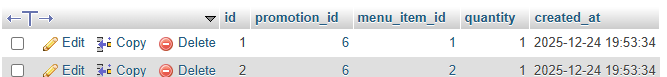 id promotion_id menu_item_id quantity created_at
Edit Copy Delete 1 6 1 1 2025-12-24 19:53:34
Edit Copy Delete 2 6 2 1 2025-12-24 19:53:34